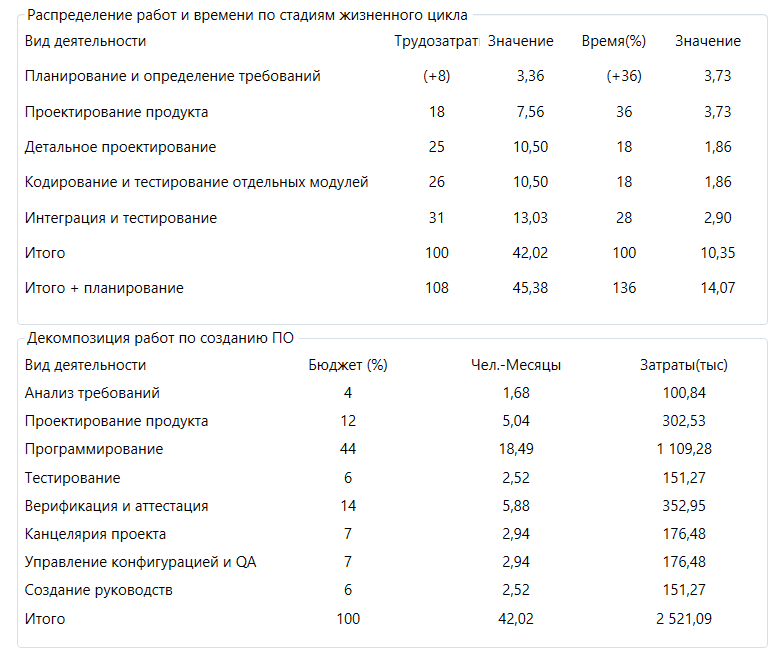 Распределение работ и времени по стадиям жизненного цикла
Вид деятельности Трудозатрат Значение Время(%) Значение
Планирование и определение требований (+8) 3,36 (+36) 3,73
Проектирование продукта 18 7,56 36 3,73
Детальное проектирование 25 10,50 18 1,86
Кодирование и тестирование отдельных модулей 26 10,50 18 1,86
Интеграция и тестирование 31 13,03 28 2,90
Итого 100 42,02 100 10,35
Итого + планирование 108 45,38 136 14,07
Декомпозиция работ по созданию ПО
Вид деятельности Бюджет (%) Чел.-Месяцы Затраты(тыс)
Анализ требований 4 1,68 100,84
Проектирование продукта 12 5,04 302,53
Программирование 44 18,49 1 109,28
Тестирование 6 2,52 151,27
Верификация и аттестация 14 5,88 352,95
Канцелярия проекта 7 2,94 176,48
Управление конфигурацией и QA 7 2,94 176,48
Создание руководств 6 2,52 151,27
Итого 100 42,02 2 521,09